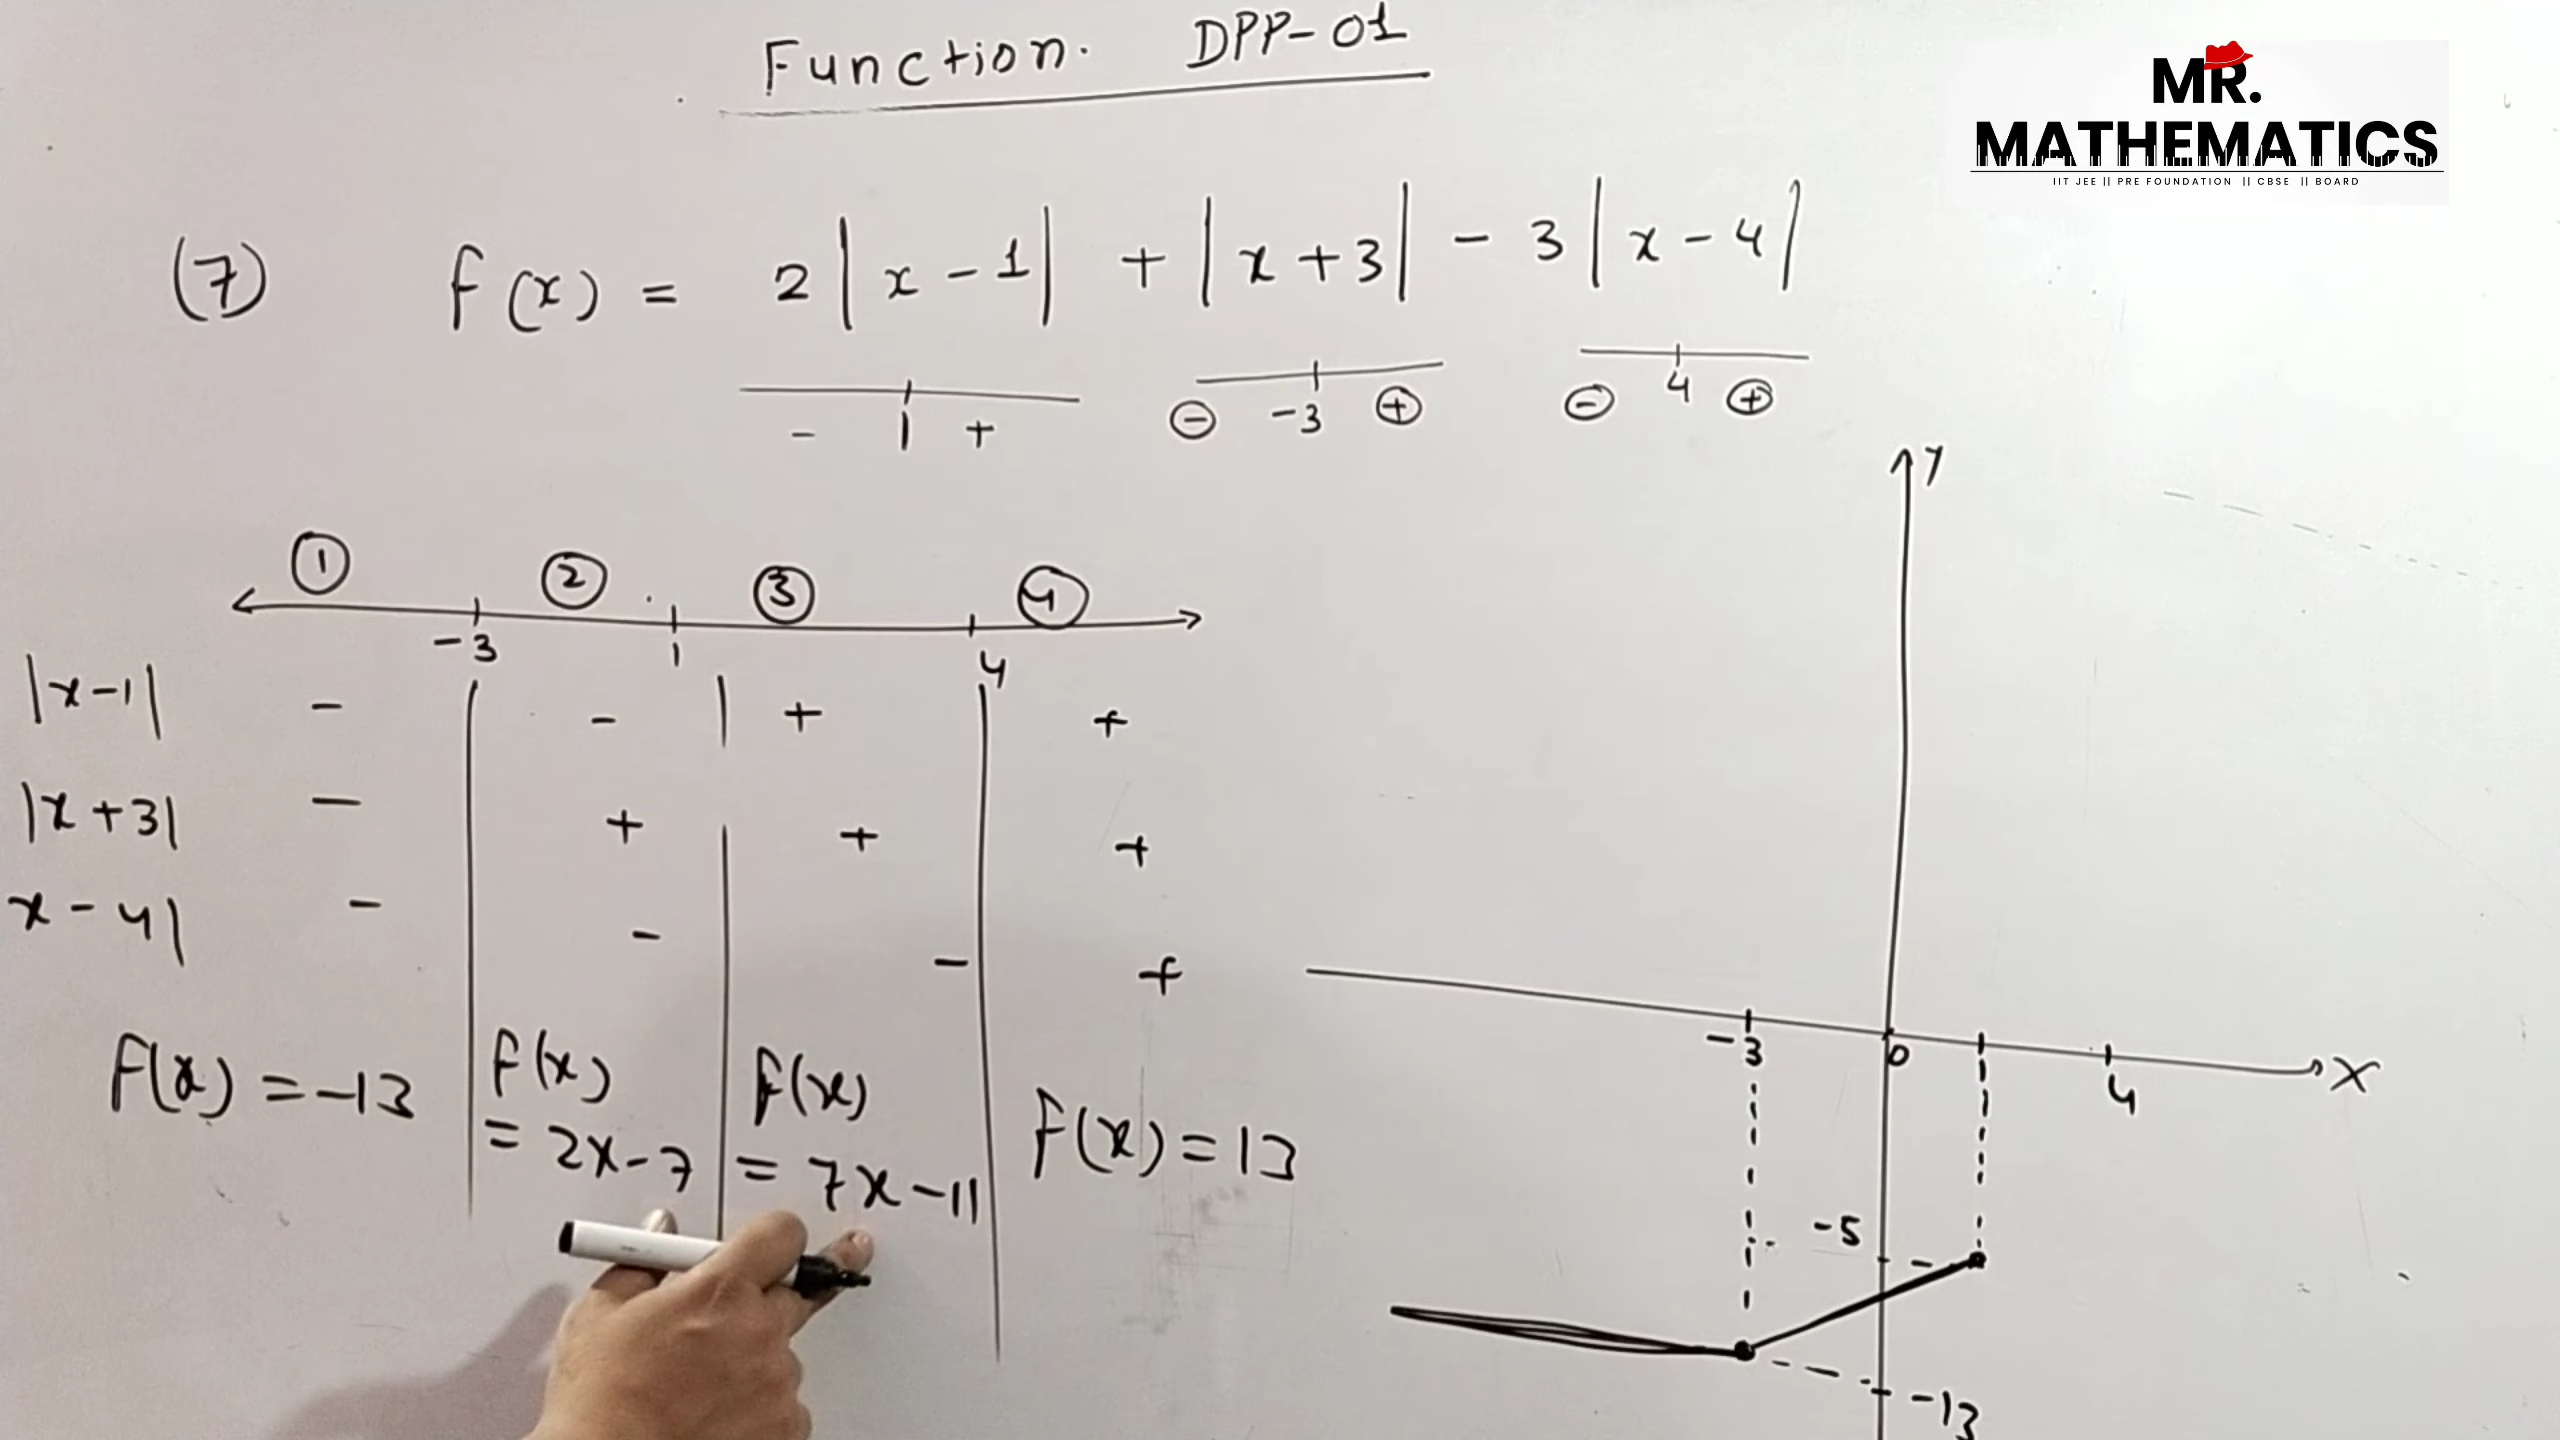 Function. DPP-01
MR.
MATHEMATICS
IIT JEE || PRE FOUNDATION || CBSE || BOARD
(7) f(x) = 2|x-1| + |x+3| - 3|x-4|
- 1 +
- -3 +
- 4 +
1 2 3 4
-3 1 4
|x-1| - - + +
|x+3| - + + +
x-4| - - - +
f(x) = -13
f(x)
= 2x-7
f(x)
= 7x-11
f(x) = 13
Y
-3 0 1 4 X
-5
-13